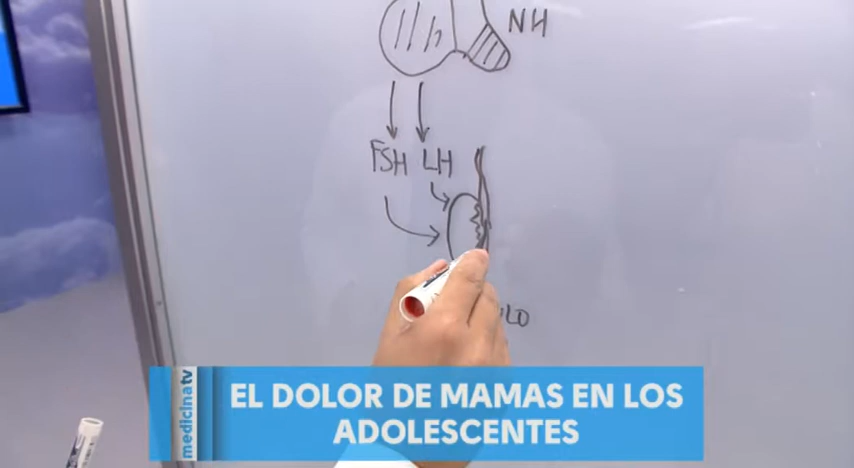 NH
FSH LH
medicinatv
EL DOLOR DE MAMAS EN LOS
ADOLESCENTES